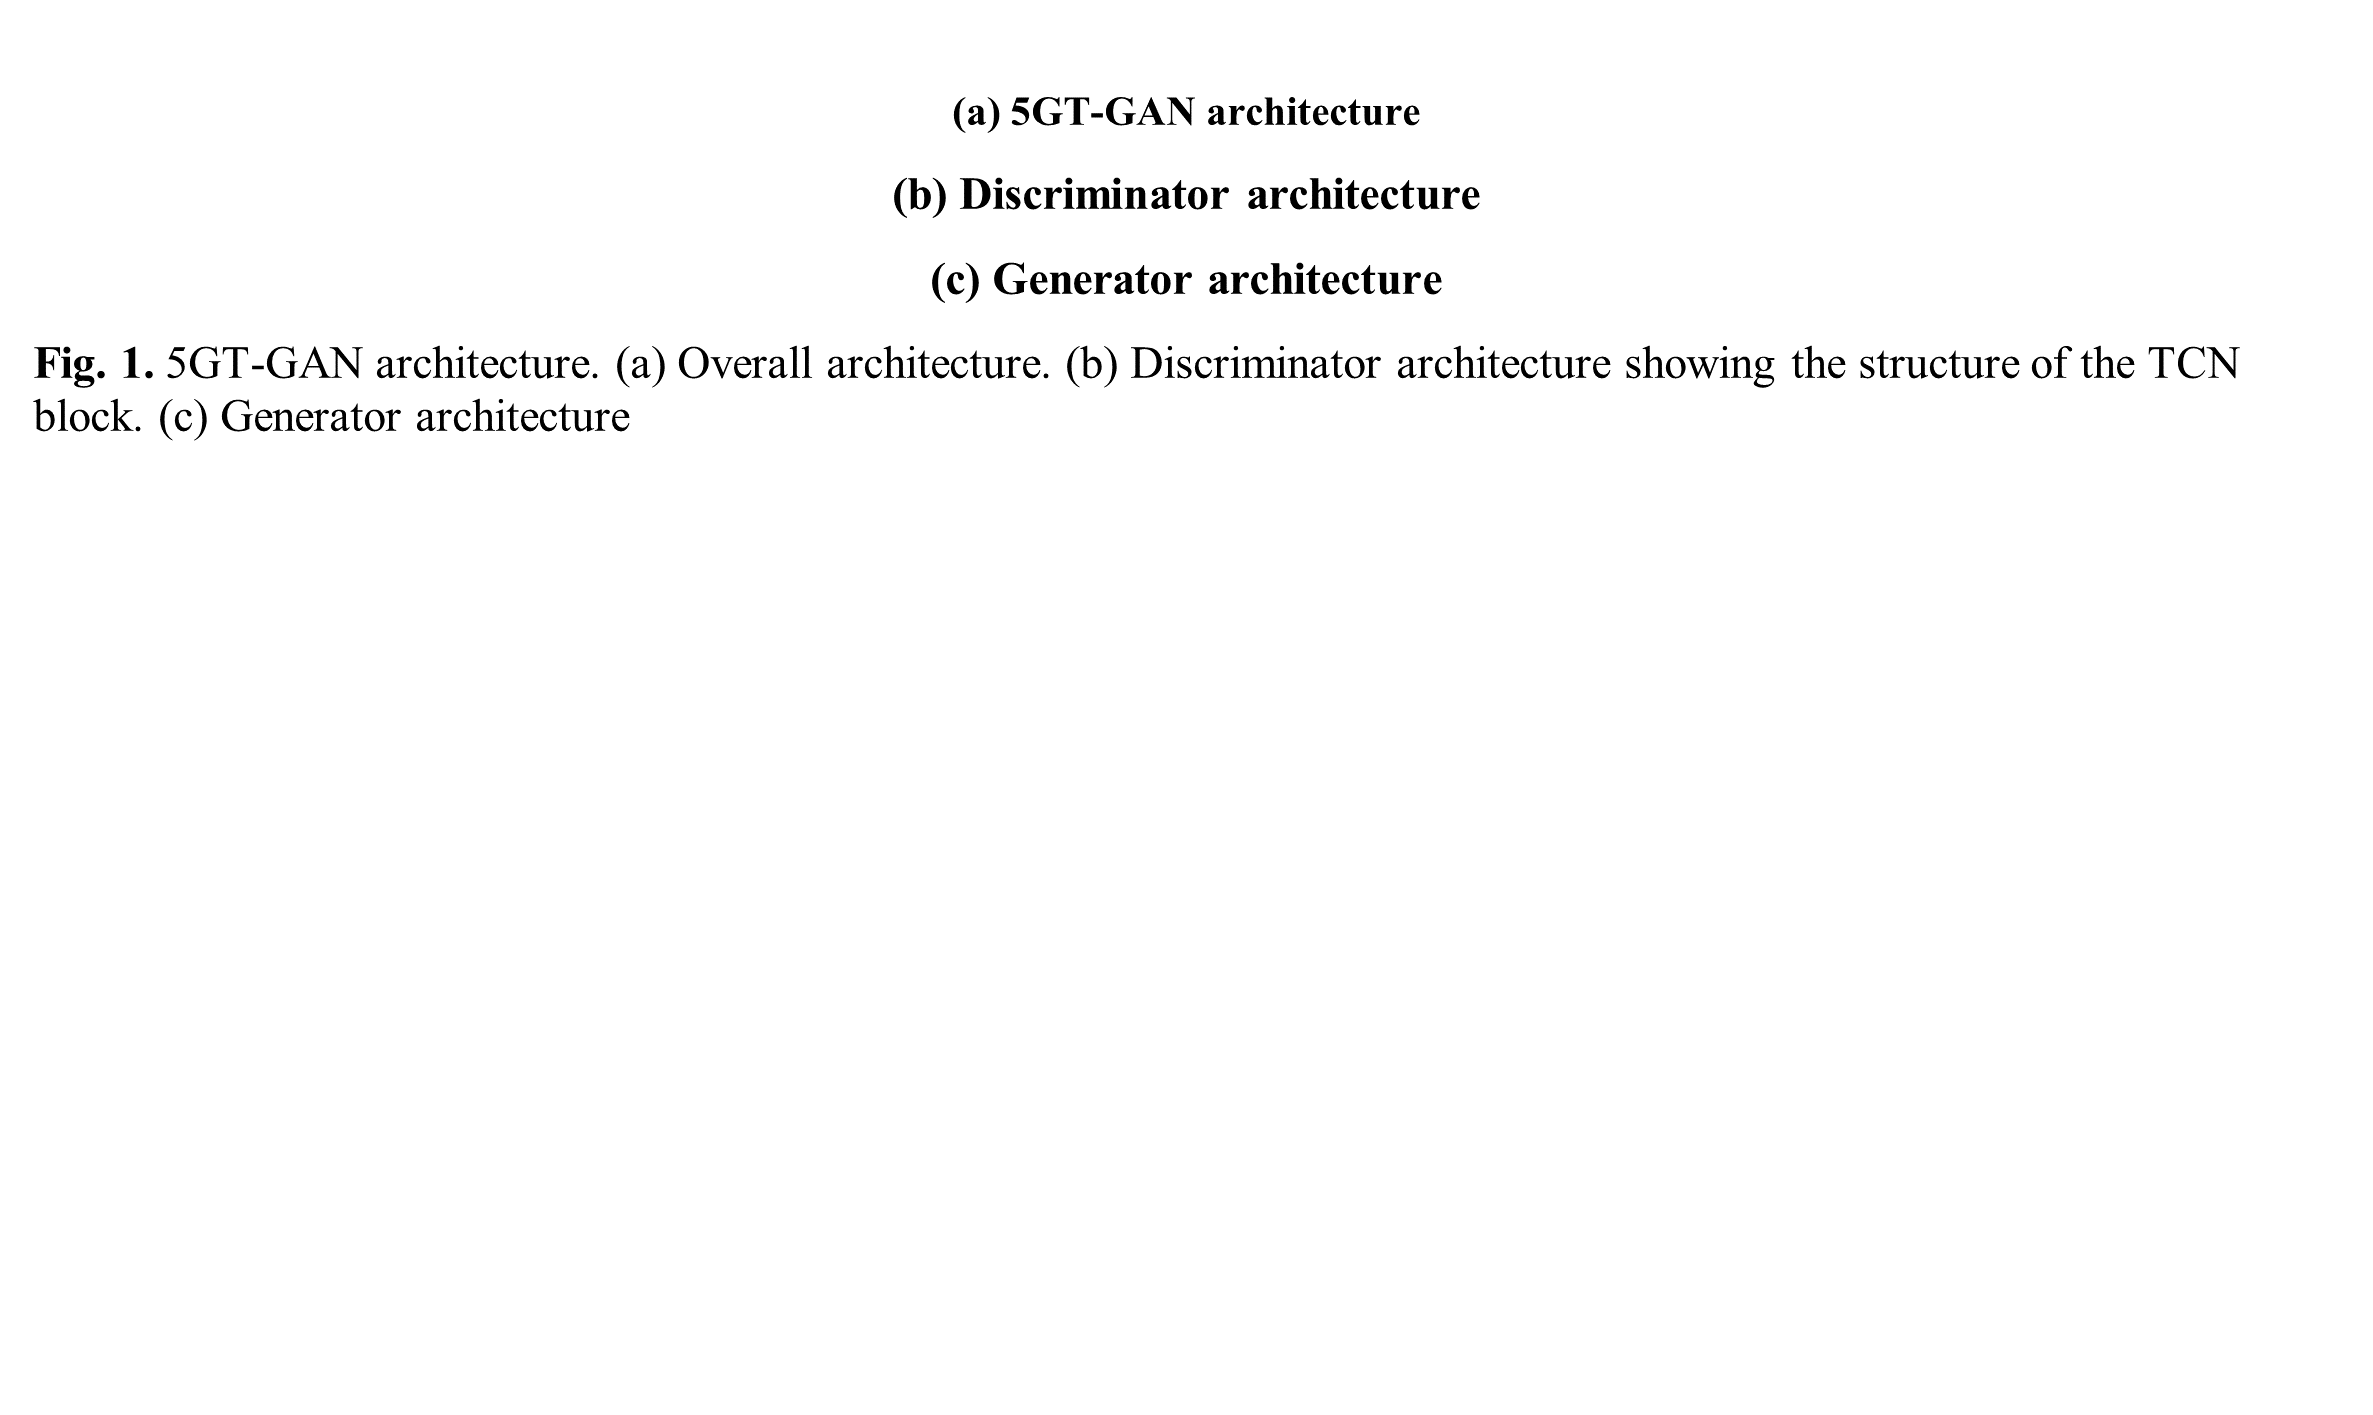 (a) 5GT-GAN architecture
(b) Discriminator architecture
(c) Generator architecture
Fig. 1. 5GT-GAN architecture. (a) Overall architecture. (b) Discriminator architecture showing the structure of the TCN
block. (c) Generator architecture